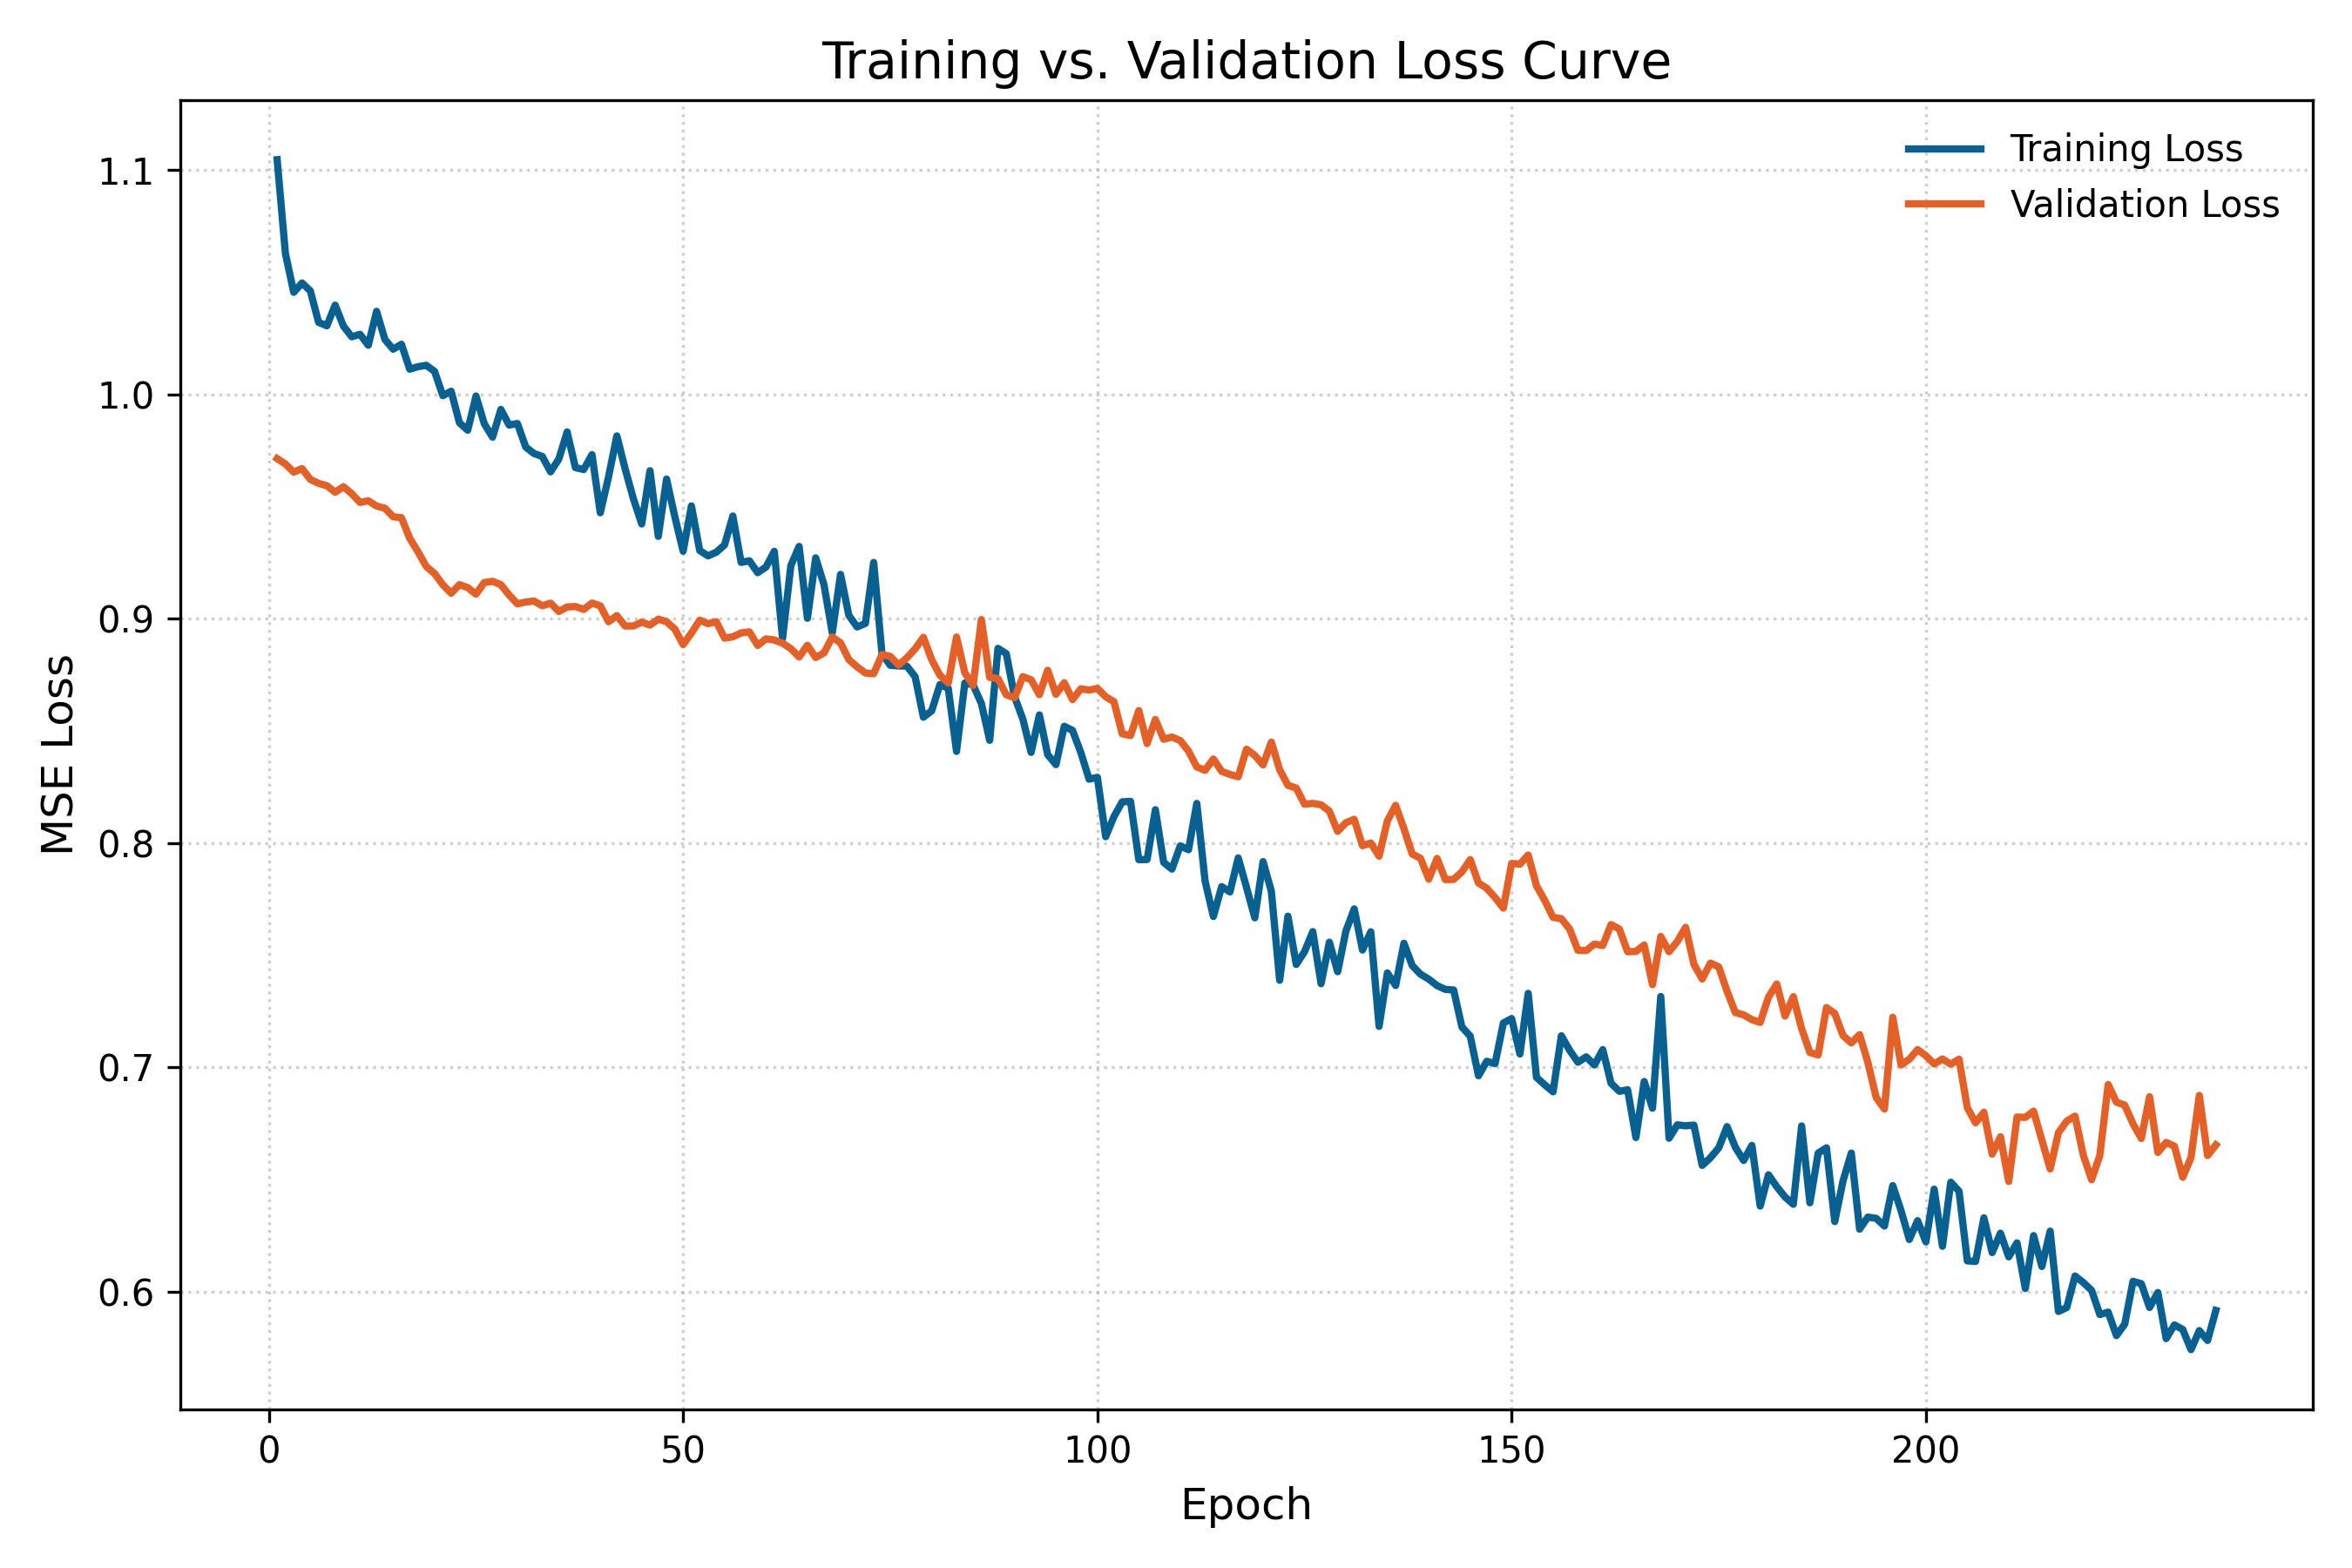 Training vs. Validation Loss Curve
Training Loss
Validation Loss
1.1
1.0
0.9
0.8
0.7
0.6
MSE Loss
0
50
100
150
200
Epoch